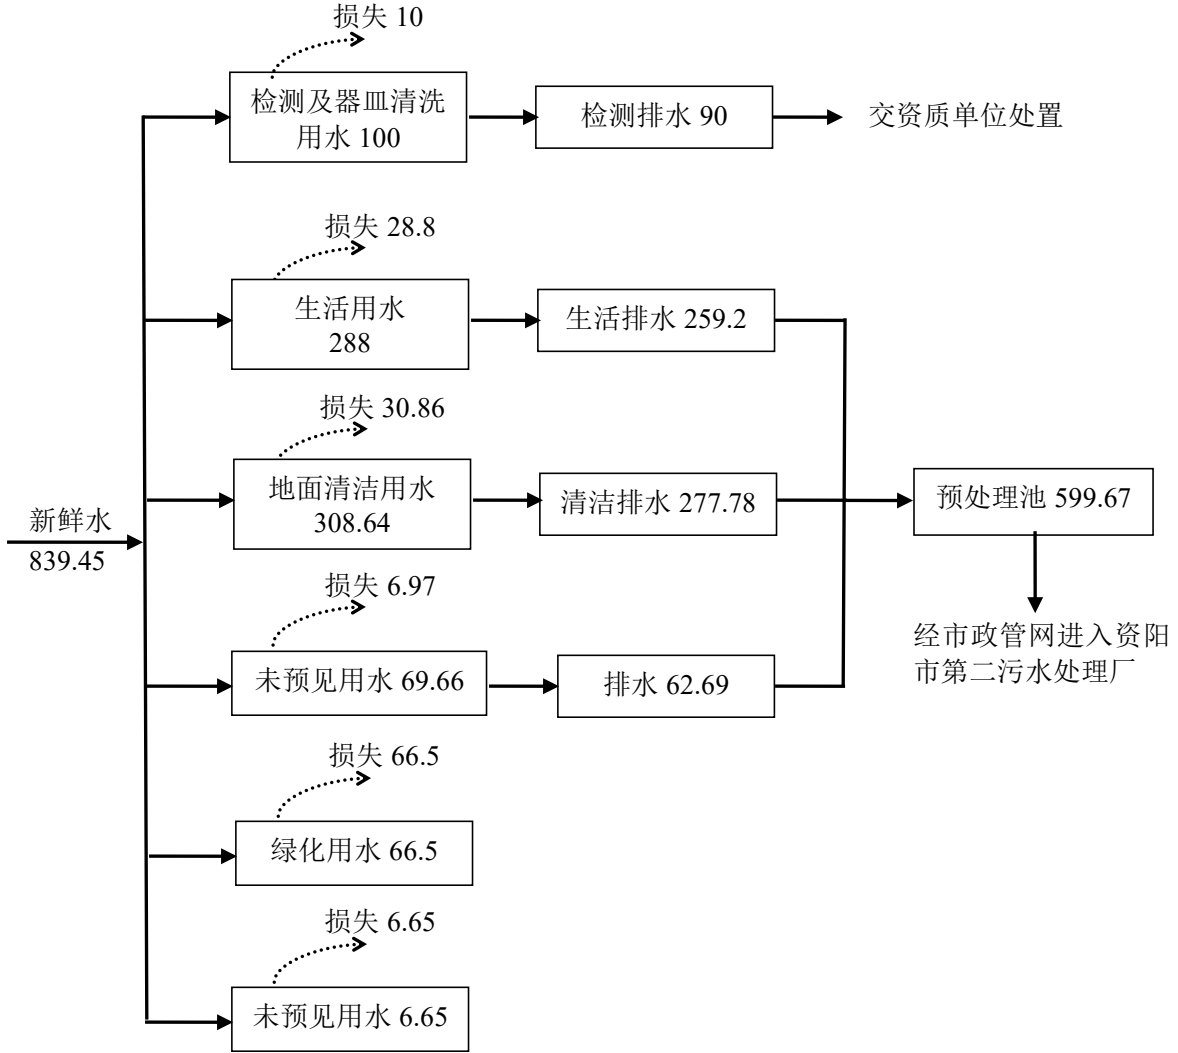 损失 10
检测及器皿清洗
用水 100
检测排水 90
交资质单位处置
损失 28.8
生活用水
288
生活排水 259.2
损失 30.86
地面清洁用水
308.64
清洁排水 277.78
预处理池 599.67
新鲜水
839.45
损失 6.97
未预见用水 69.66
排水 62.69
经市政管网进入资阳
市第二污水处理厂
损失 66.5
绿化用水 66.5
损失 6.65
未预见用水 6.65